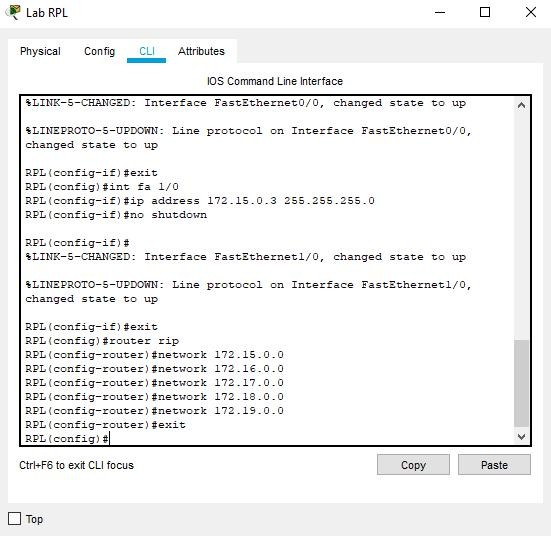 Lab RPL
Physical Config CLI Attributes
IOS Command Line Interface
%LINK-5-CHANGED: Interface FastEthernet0/0, changed state to up
%LINEPROTO-5-UPDOWN: Line protocol on Interface FastEthernet0/0,
changed state to up
RPL(config-if)#exit
RPL(config)#int fa 1/0
RPL(config-if)#ip address 172.15.0.3 255.255.255.0
RPL(config-if)#no shutdown
RPL(config-if)#
%LINK-5-CHANGED: Interface FastEthernet1/0, changed state to up
%LINEPROTO-5-UPDOWN: Line protocol on Interface FastEthernet1/0,
changed state to up
RPL(config-if)#exit
RPL(config)#router rip
RPL(config-router)#network 172.15.0.0
RPL(config-router)#network 172.16.0.0
RPL(config-router)#network 172.17.0.0
RPL(config-router)#network 172.18.0.0
RPL(config-router)#network 172.19.0.0
RPL(config-router)#exit
RPL(config)#
Ctrl+F6 to exit CLI focus
Copy Paste
Top